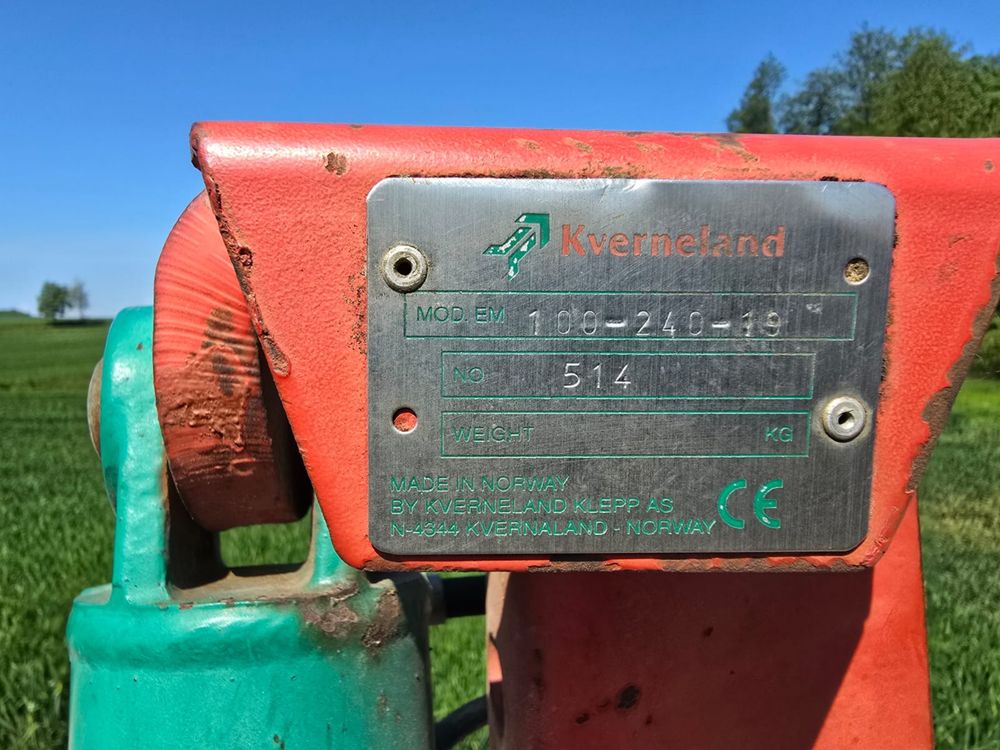 Kverneland
MOD. EM 100-240-19
NO 514
WEIGHT KG
MADE IN NORWAY
BY KVERNELAND KLEPP AS
N-4344 KVERNALAND - NORWAY CE